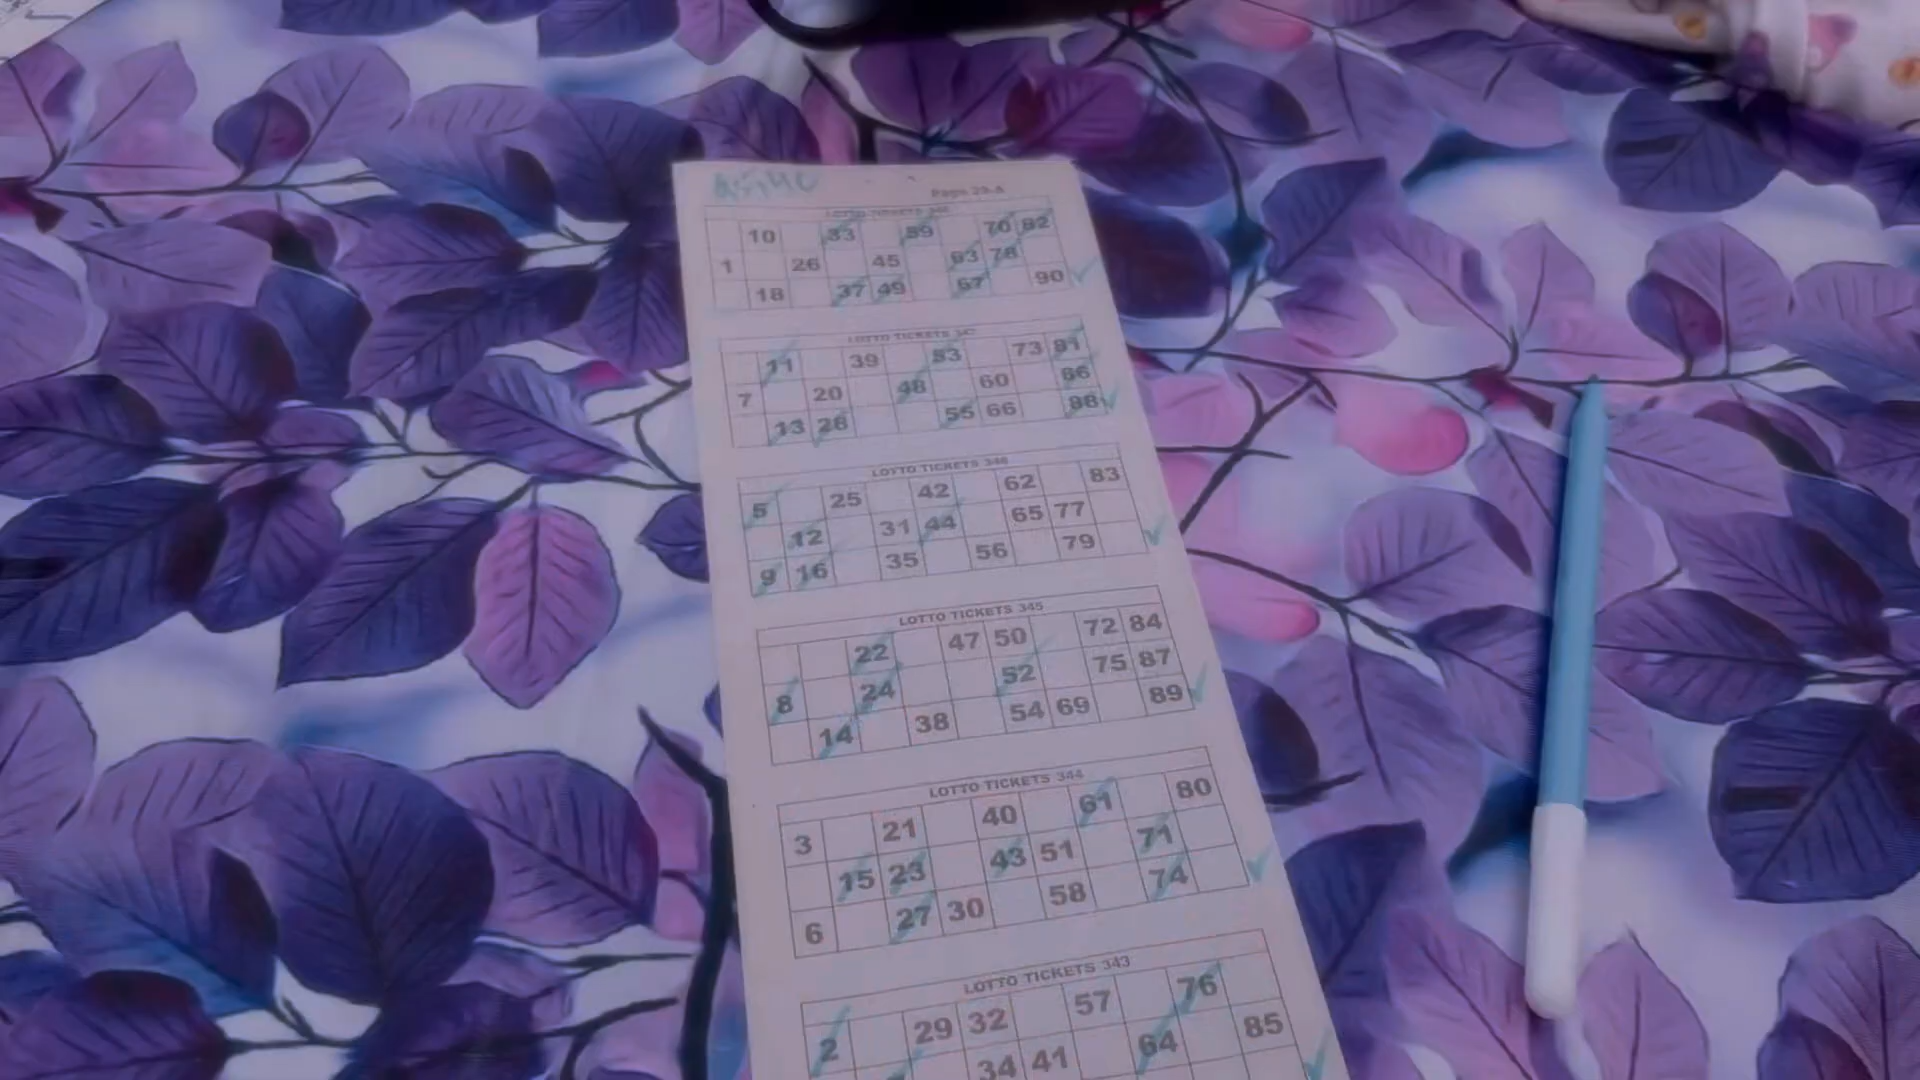 Page 29-A
LOTTO TICKETS
10 33 59 70 82
1 26 45 63 78
18 37 49 67 90
LOTTO TICKETS 347
11 39 53 73 81
7 20 48 60 86
13 28 55 66 88
LOTTO TICKETS 346
5 25 42 62 83
12 31 44 65 77
9 16 35 56 79
LOTTO TICKETS 345
22 47 50 72 84
8 24 52 75 87
14 38 54 69 89
LOTTO TICKETS 344
3 21 40 61 80
15 23 43 51 71
6 27 30 58 74
LOTTO TICKETS 343
2 29 32 57 76
34 41 64 85